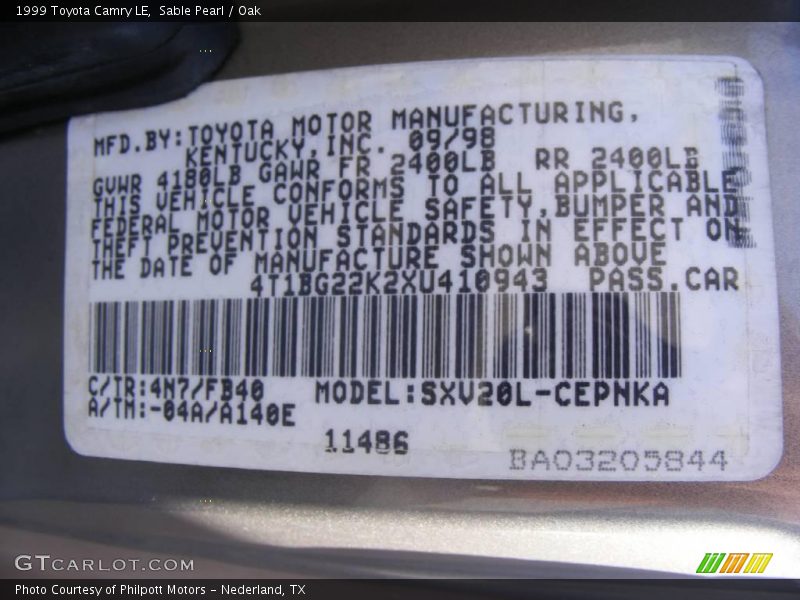 1999 Toyota Camry LE,  Sable Pearl / Oak
MFD.BY:TOYOTA MOTOR MANUFACTURING,
KENTUCKY,INC. 09/98
GVWR 4180LB GAWR FR 2400LB RR 2400LB
THIS VEHICLE CONFORMS TO ALL APPLICABLE
FEDERAL MOTOR VEHICLE SAFETY,BUMPER AND
THEFT PREVENTION STANDARDS IN EFFECT ON
THE DATE OF MANUFACTURE SHOWN ABOVE
4T1BG22K2XU410943 PASS.CAR
C/TR:4N7/FB40 MODEL:SXV20L-CEPNKA
A/TM:-04A/A140E
11486
BA03205844
GTCARLOT.COM
Photo Courtesy of Philpott Motors - Nederland, TX